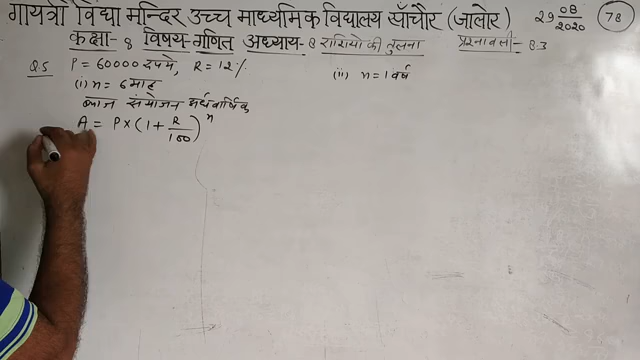 गायत्री विद्या मन्दिर उच्च माध्यमिक विद्यालय साँचौर (जालोर) 29 08/2020 78
कक्षा- 8 विषय-गणित अध्याय- 8 राशियो की तुलना प्रश्नावली- 8.3
Q.5 P = 60000 रुपये, R = 12%
(i) n = 6 माह (ii) n = 1 वर्ष
ब्याज संयोजन अर्धवार्षिक
A = P × (1 + R/100)^n